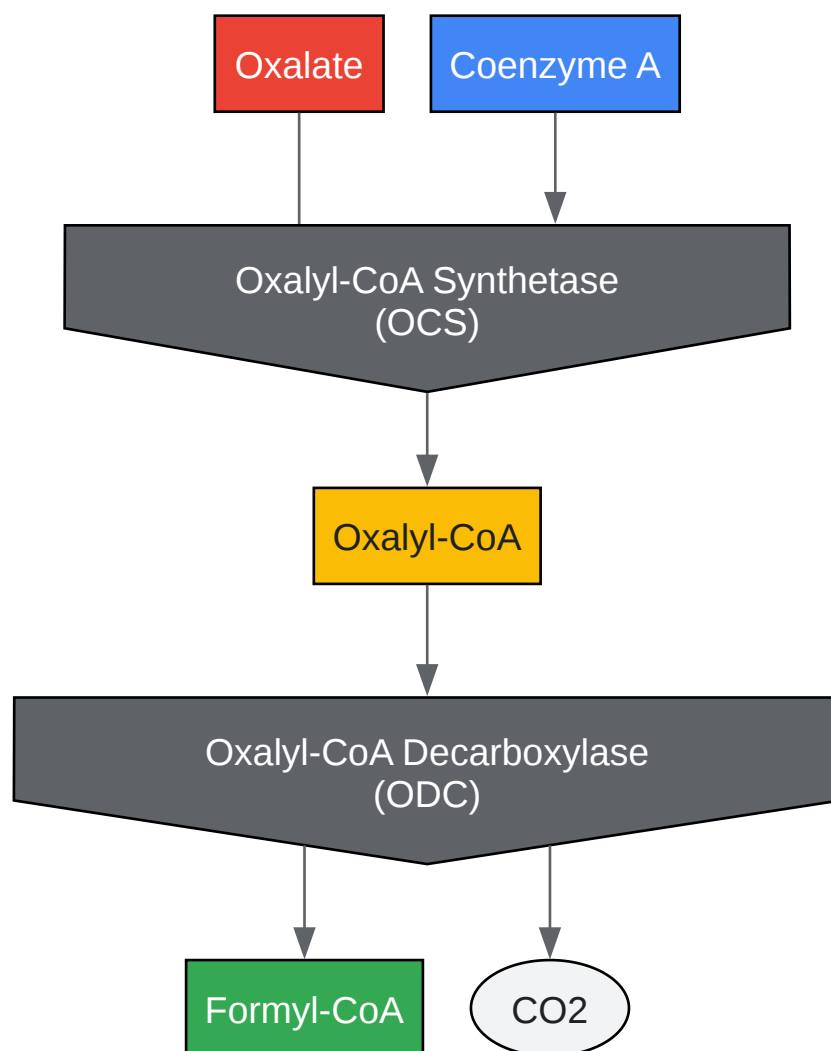 Oxalate
Coenzyme A
Oxalyl-CoA Synthetase
(OCS)
Oxalyl-CoA
Oxalyl-CoA Decarboxylase
(ODC)
Formyl-CoA
CO2